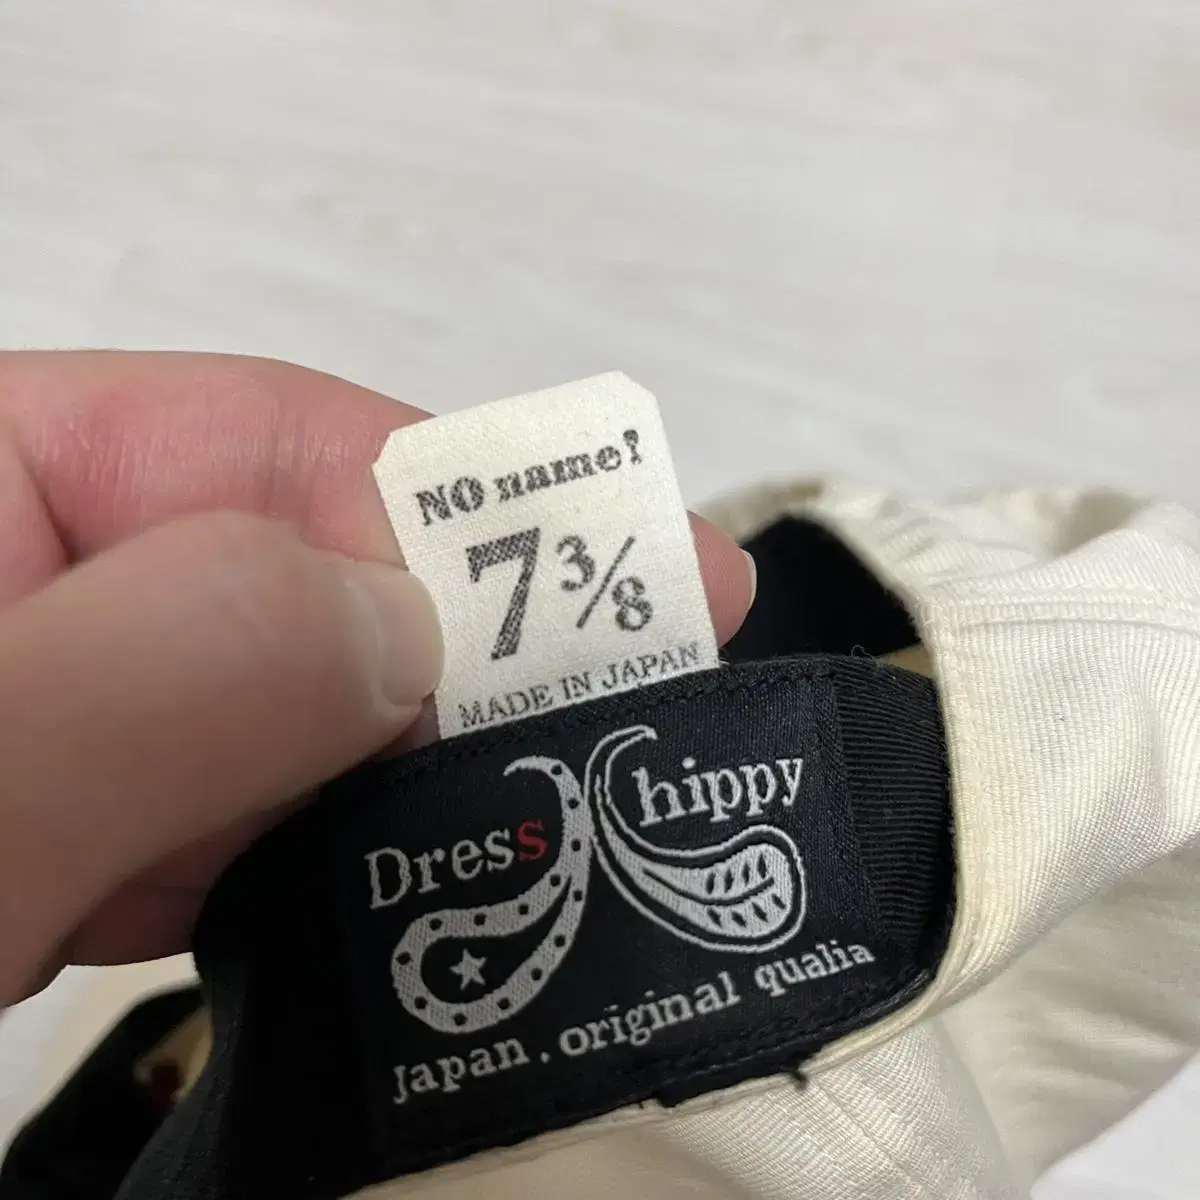 NO name!
7 3/8
MADE IN JAPAN
Dress hippy
Japan . original qualia